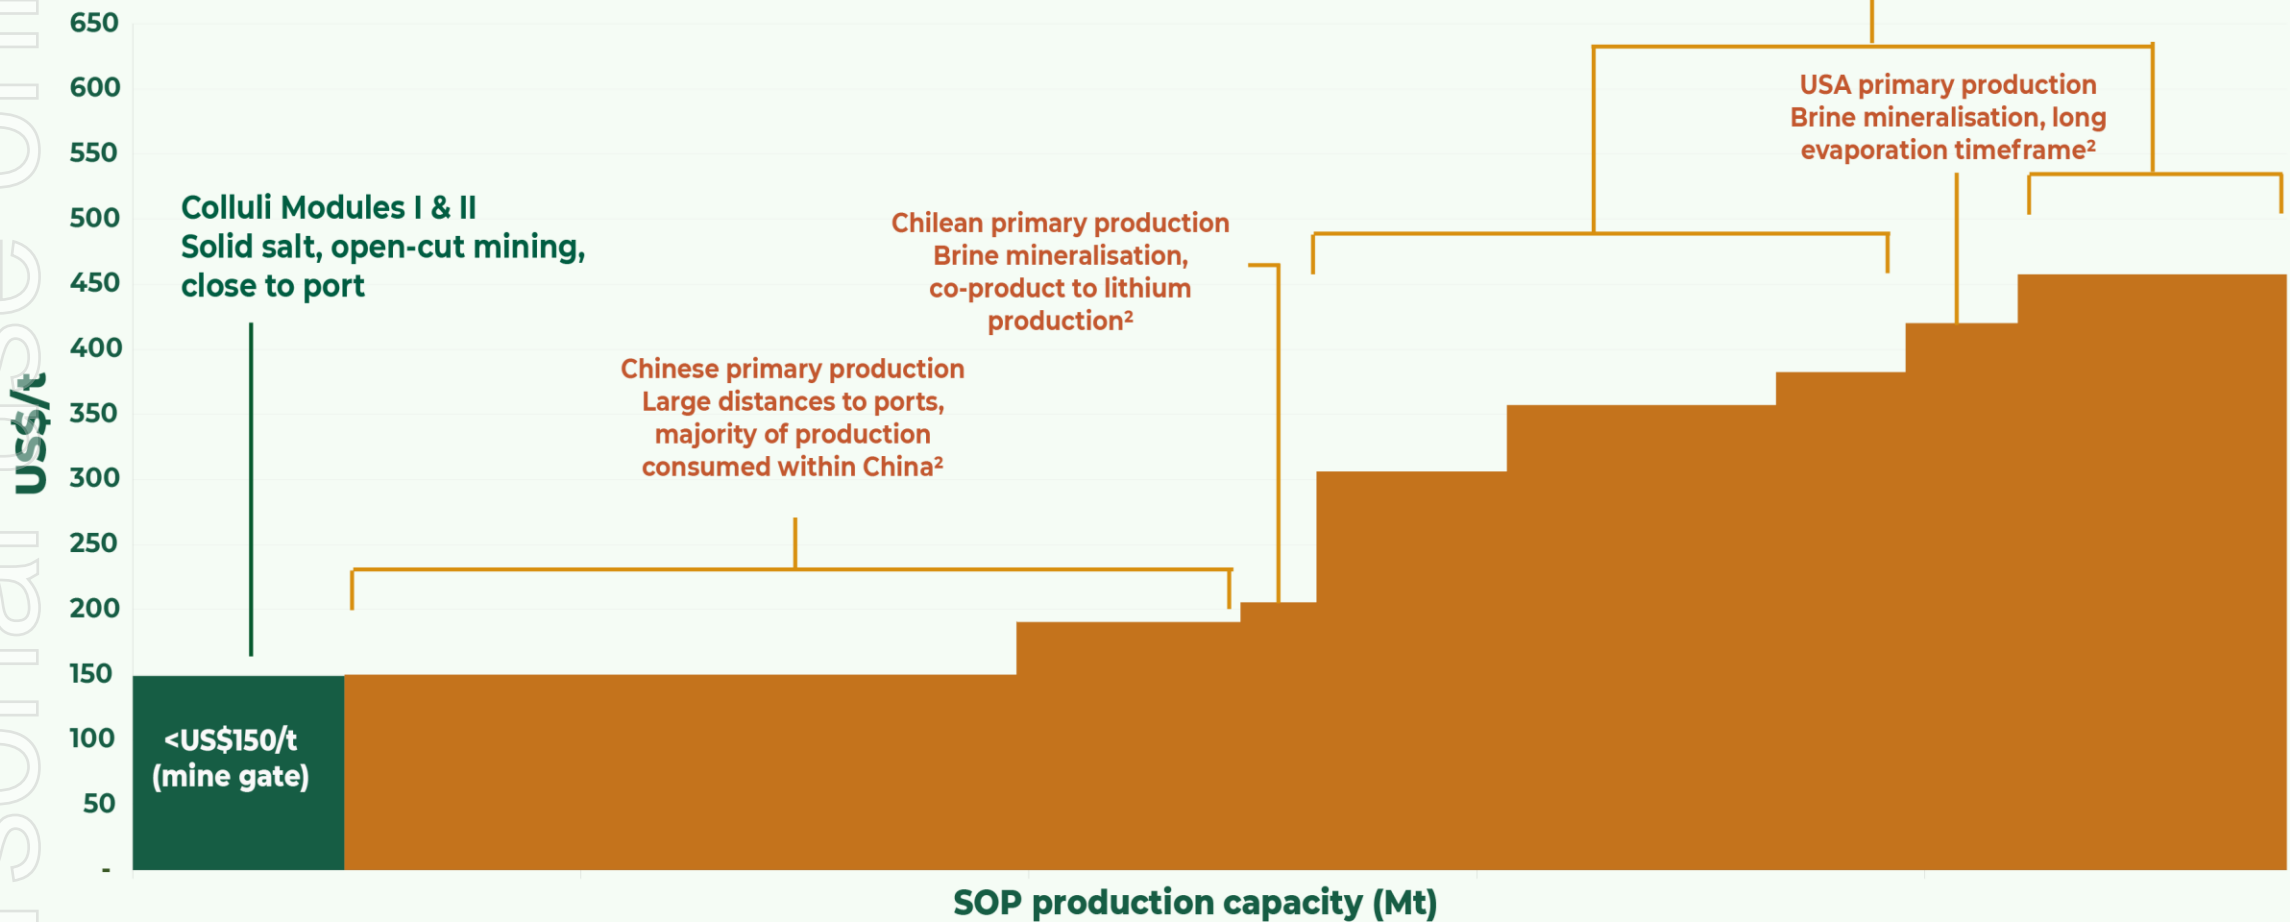 650
600
550
500
450
400
350
300
250
200
150
100
50
-
US$/t
Colluli Modules I & II
Solid salt, open-cut mining,
close to port
<US$150/t
(mine gate)
Chinese primary production
Large distances to ports,
majority of production
consumed within China²
Chilean primary production
Brine mineralisation,
co-product to lithium
production²
USA primary production
Brine mineralisation, long
evaporation timeframe²
SOP production capacity (Mt)